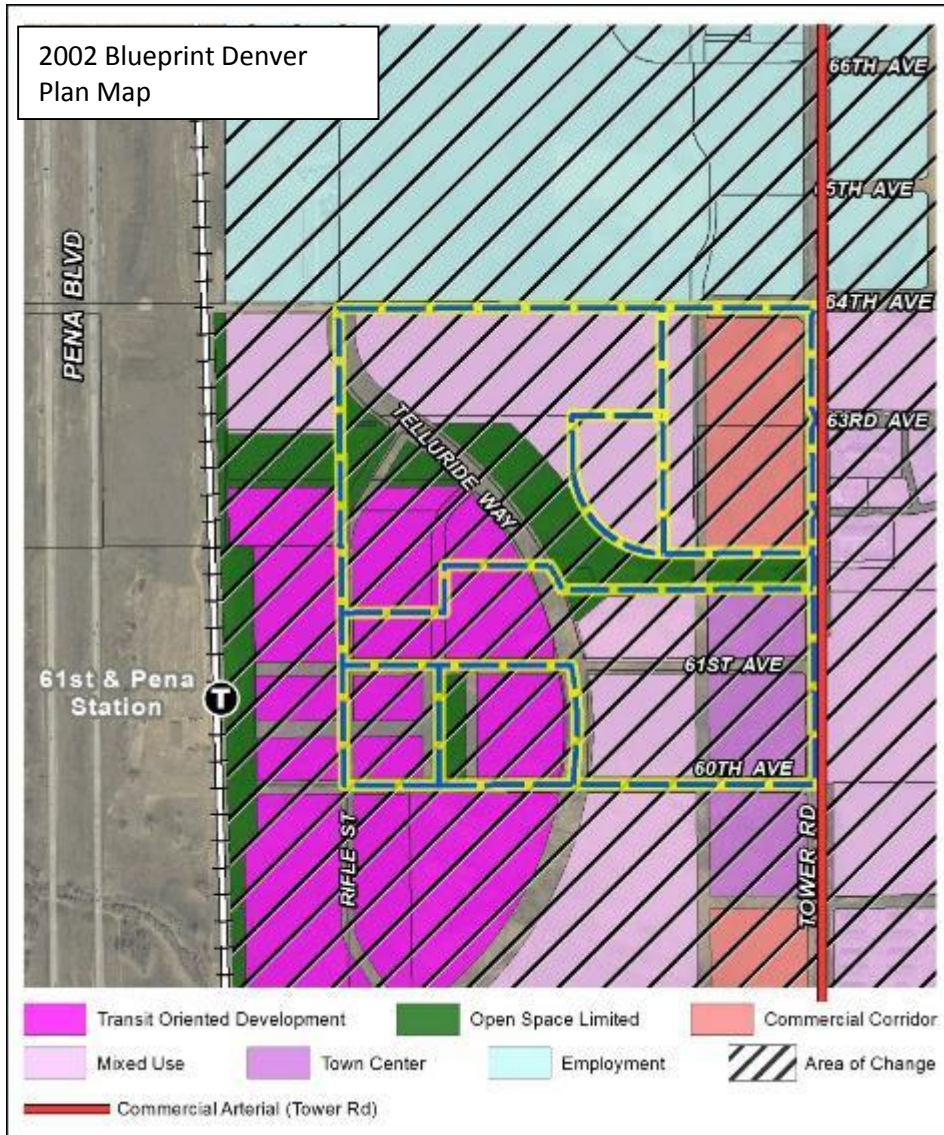 2002 Blueprint Denver
Plan Map
66TH AVE
5TH AVE
PENA BLVD
64TH AVE
63RD AVE
TELLURIDE WAY
61ST AVE
61st & Pena
Station
T
60TH AVE
RIFLE ST
TOWER RD
Transit Oriented Development
Open Space Limited
Commercial Corridor
Mixed Use
Town Center
Employment
Area of Change
Commercial Arterial (Tower Rd)